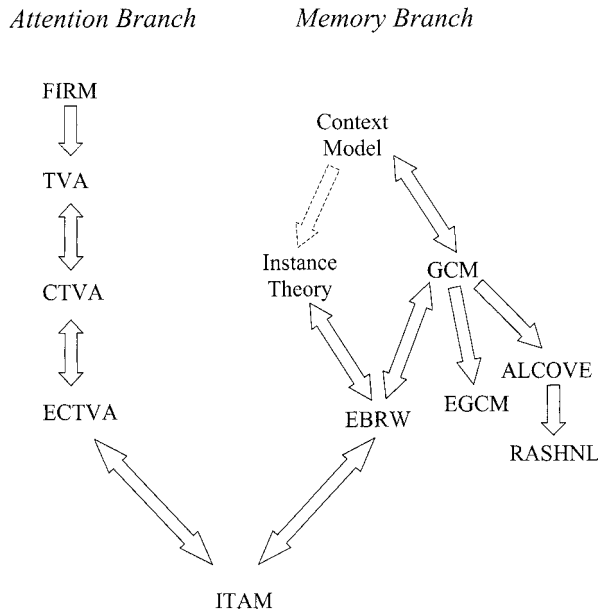 Attention Branch
Memory Branch
FIRM
TVA
CTVA
ECTVA
Context
Model
Instance
Theory
GCM
ALCOVE
EGCM
EBRW
RASHNL
ITAM